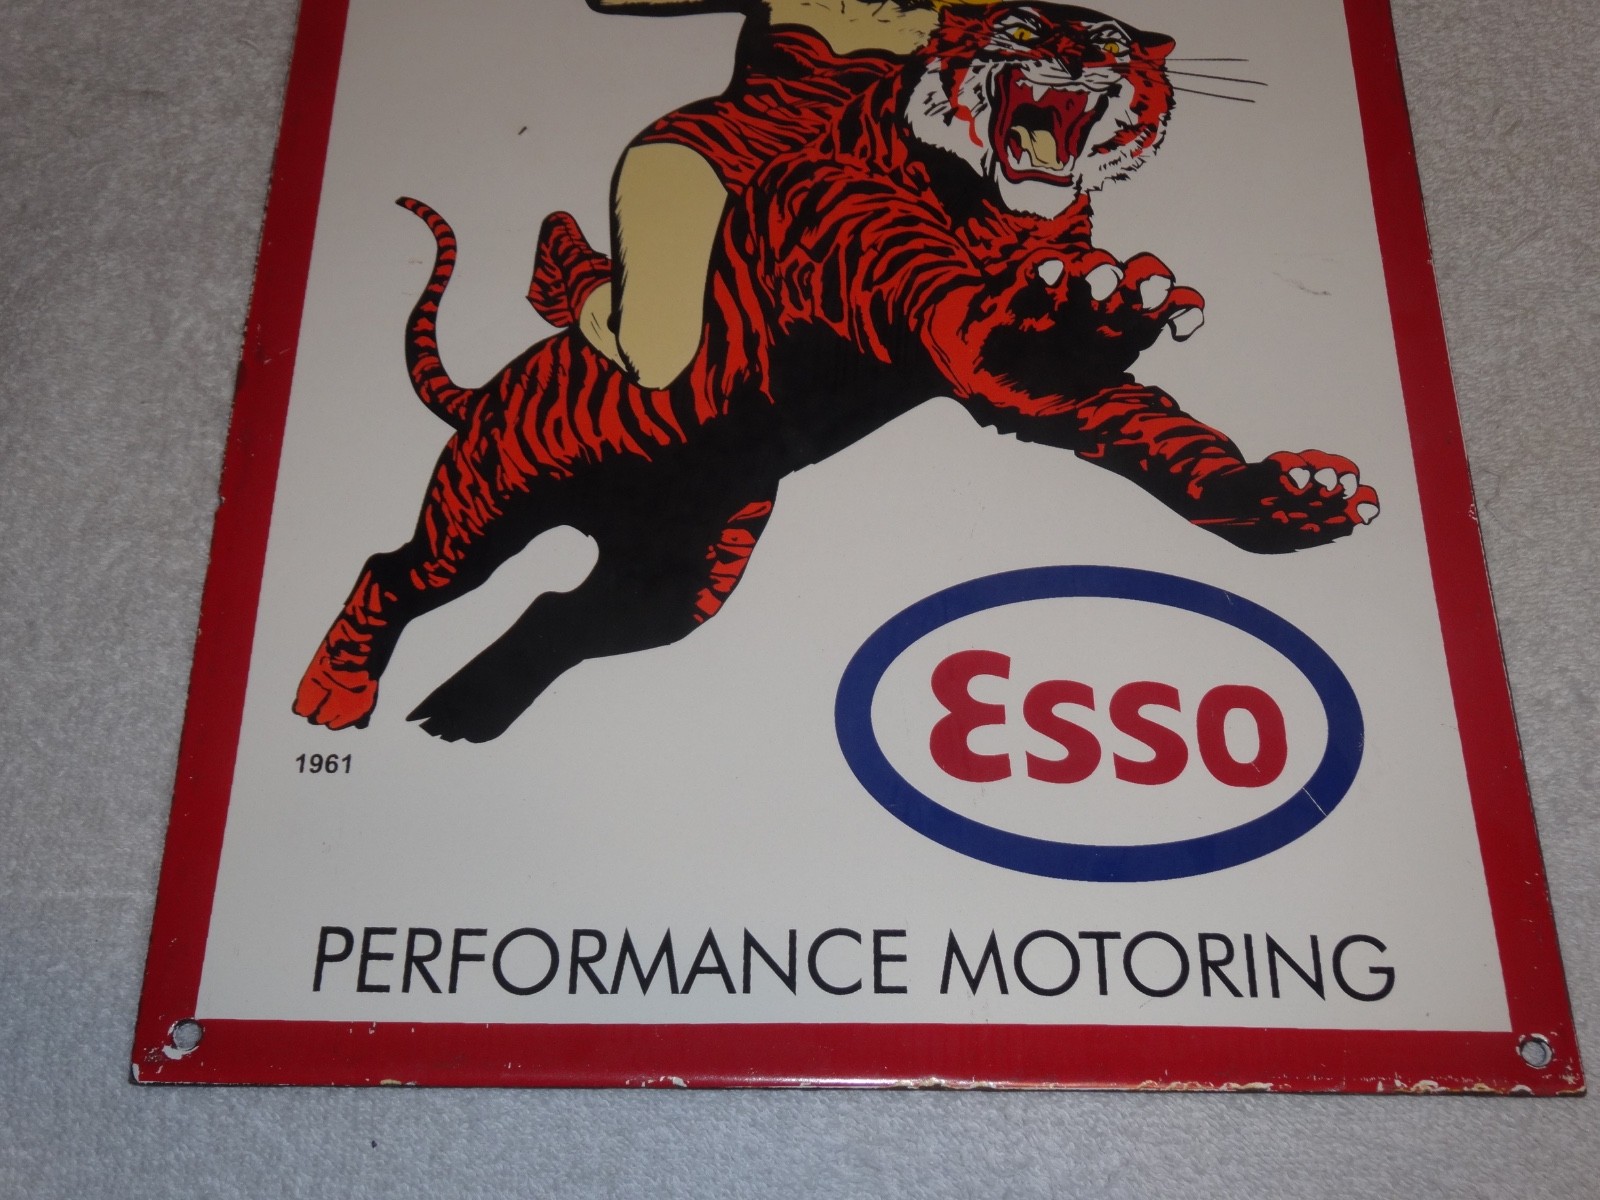 Esso
1961
PERFORMANCE MOTORING